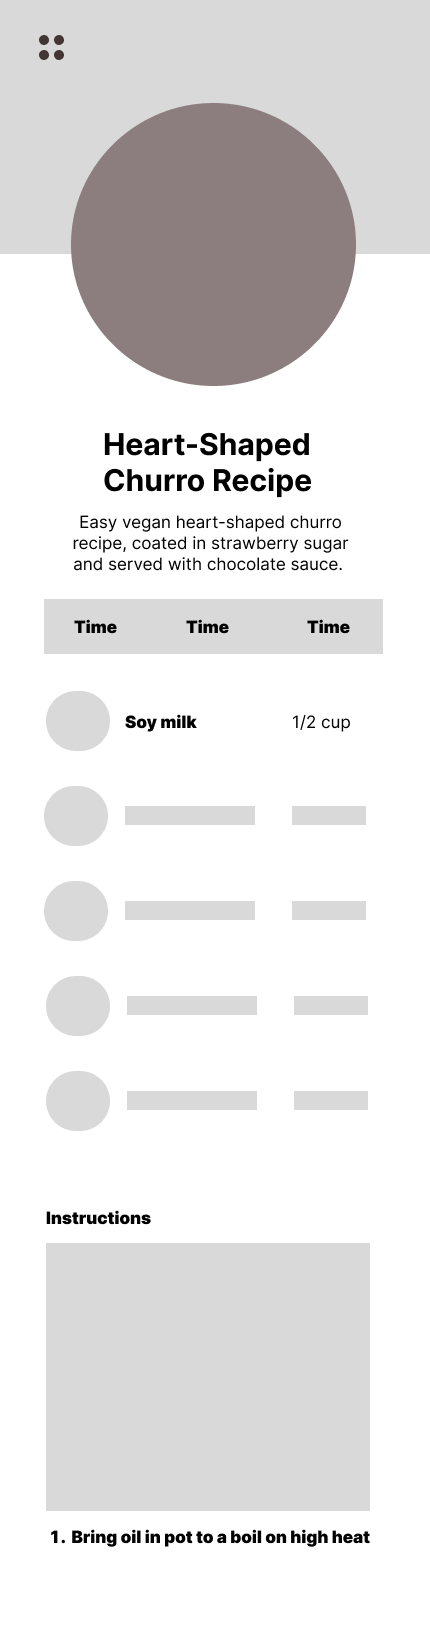 Heart-Shaped
Churro Recipe
Easy vegan heart-shaped churro
recipe, coated in strawberry sugar
and served with chocolate sauce.
Time Time Time
Soy milk 1/2 cup
Instructions
1. Bring oil in pot to a boil on high heat